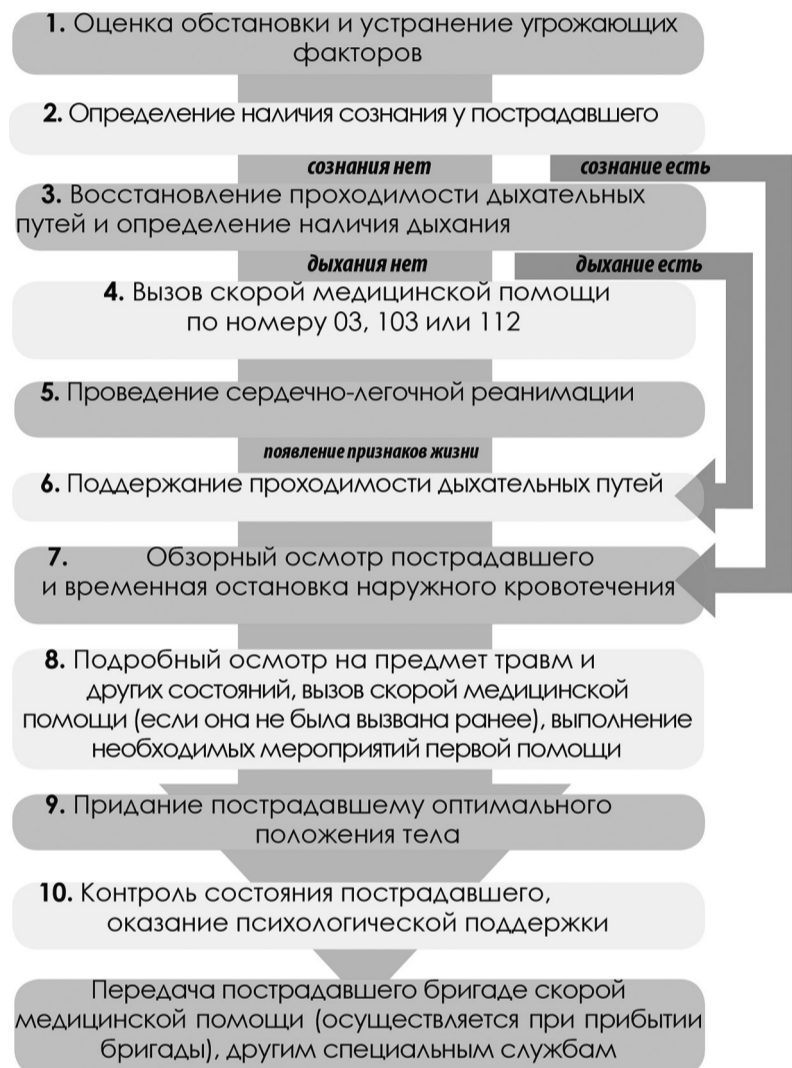 1. Оценка обстановки и устранение угрожающих
факторов
2. Определение наличия сознания у пострадавшего
сознания нет
сознание есть
3. Восстановление проходимости дыхательных
путей и определение наличия дыхания
дыхания нет
дыхание есть
4. Вызов скорой медицинской помощи
по номеру 03, 103 или 112
5. Проведение сердечно-легочной реанимации
появление признаков жизни
6. Поддержание проходимости дыхательных путей
7. Обзорный осмотр пострадавшего
и временная остановка наружного кровотечения
8. Подробный осмотр на предмет травм и
других состояний, вызов скорой медицинской
помощи (если она не была вызвана ранее), выполнение
необходимых мероприятий первой помощи
9. Придание пострадавшему оптимального
положения тела
10. Контроль состояния пострадавшего,
оказание психологической поддержки
Передача пострадавшего бригаде скорой
медицинской помощи (осуществляется при прибытии
бригады), другим специальным службам